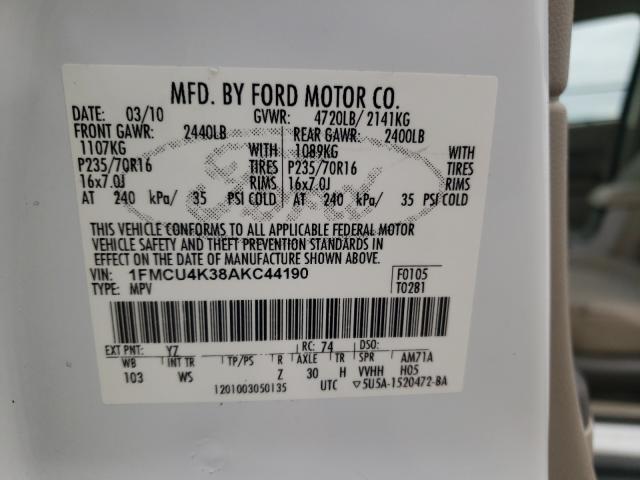 MFD. BY FORD MOTOR CO.
DATE: 03/10 GVWR: 4720LB/ 2141KG
FRONT GAWR: 2440LB REAR GAWR: 2400LB
1107KG WITH 1089KG WITH
P235/70R16 TIRES P235/70R16 TIRES
16x7.0J RIMS 16x7.0J RIMS
AT 240 kPa/ 35 PSI COLD AT 240 kPa/ 35 PSI COLD
THIS VEHICLE CONFORMS TO ALL APPLICABLE FEDERAL MOTOR
VEHICLE SAFETY AND THEFT PREVENTION STANDARDS IN EFFECT
ON THE DATE OF MANUFACTURE SHOWN ABOVE.
VIN: 1FMCU4K38AKC44190 F0105
TYPE: MPV T0281
EXT PNT: YZ RC: 74 DSO:
WB INT TR TP/PS R AXLE TR SPR AM71A
103 WS Z 30 H VVHH H05
1201003050135 UTC ▽5U5A-1520472-BA